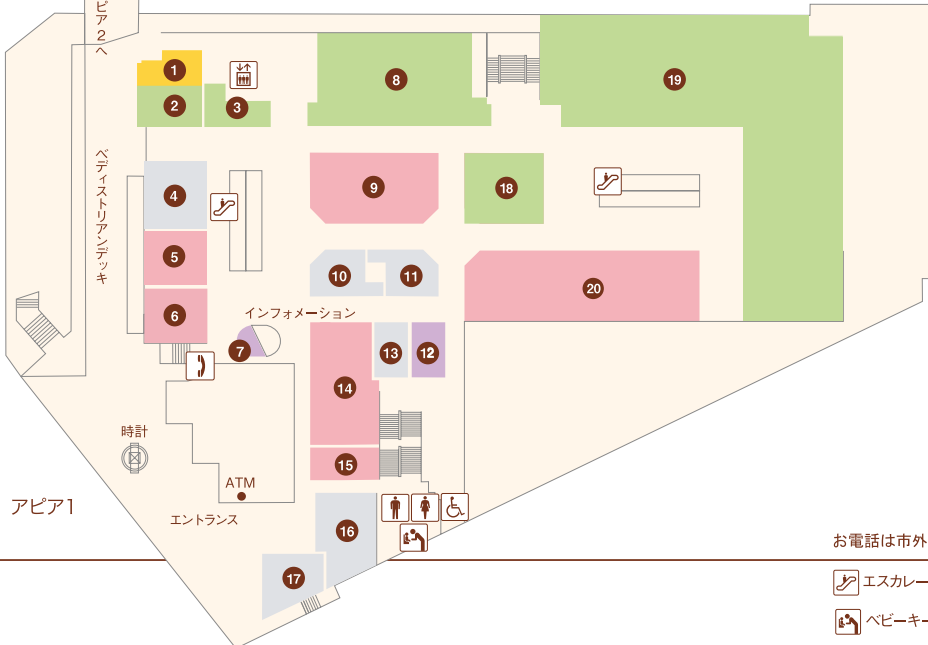 ピア2へ
1
2
3
8
19
ペディストリアンデッキ
4
9
18
5
10
11
20
6
インフォメーション
7
13
12
14
時計
15
ATM
アピア1
エントランス
16
17
お電話は市外
エスカレー
ベビーキー